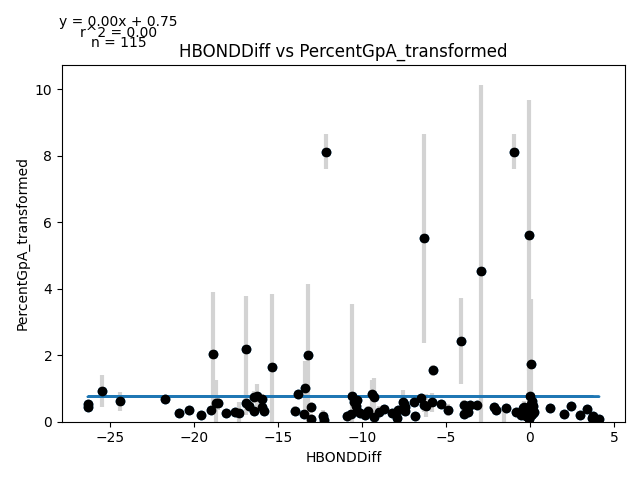 y = 0.00x + 0.75
r^2 = 0.00
n = 115
HBONDDiff vs PercentGpA_transformed
PercentGpA_transformed
10
8
6
4
2
0
−25 −20 −15 −10 −5 0 5
HBONDDiff